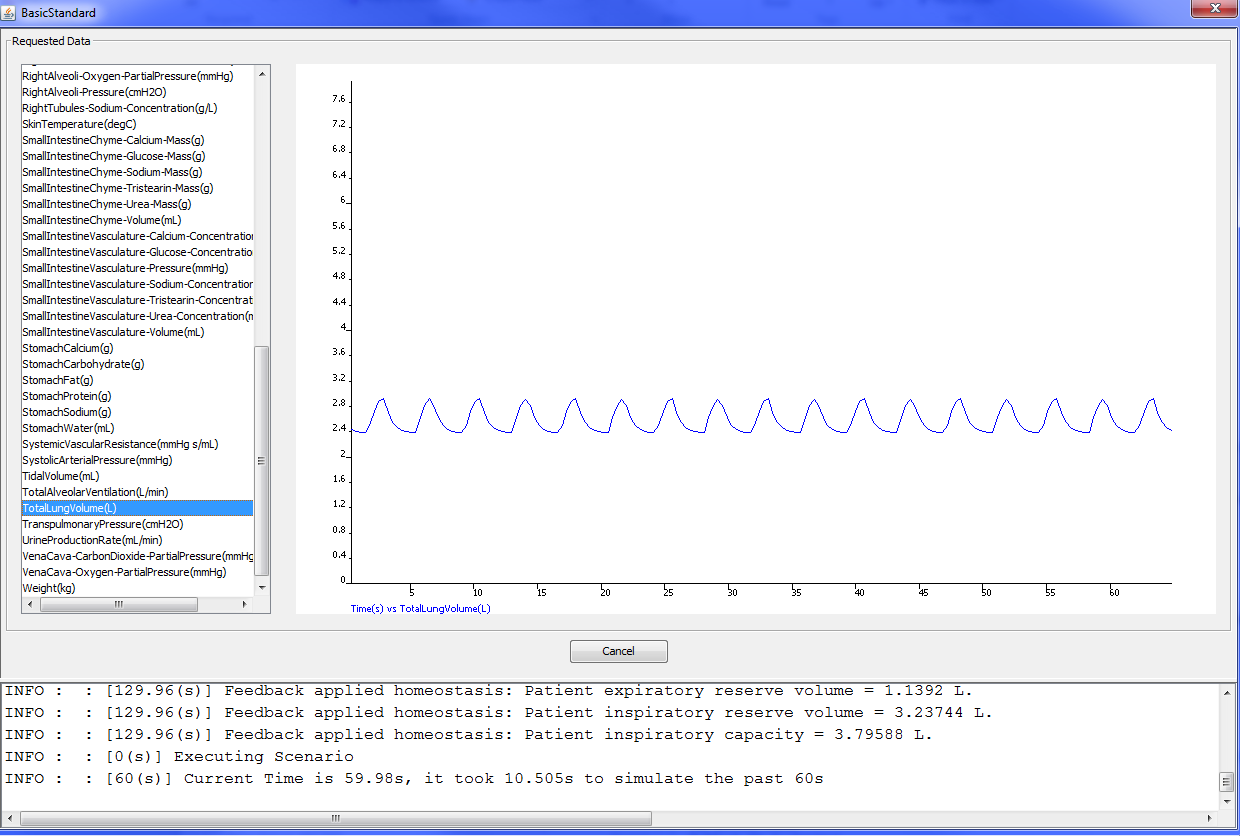 BasicStandard
Requested Data
RightAlveoli-Oxygen-PartialPressure(mmHg)
RightAlveoli-Pressure(cmH2O)
RightTubules-Sodium-Concentration(g/L)
SkinTemperature(degC)
SmallIntestineChyme-Calcium-Mass(g)
SmallIntestineChyme-Glucose-Mass(g)
SmallIntestineChyme-Sodium-Mass(g)
SmallIntestineChyme-Tristearin-Mass(g)
SmallIntestineChyme-Urea-Mass(g)
SmallIntestineChyme-Volume(mL)
SmallIntestineVasculature-Calcium-Concentration
SmallIntestineVasculature-Glucose-Concentratio
SmallIntestineVasculature-Pressure(mmHg)
SmallIntestineVasculature-Sodium-Concentration
SmallIntestineVasculature-Tristearin-Concentrat
SmallIntestineVasculature-Urea-Concentration(m
SmallIntestineVasculature-Volume(mL)
StomachCalcium(g)
StomachCarbohydrate(g)
StomachFat(g)
StomachProtein(g)
StomachSodium(g)
StomachWater(mL)
SystemicVascularResistance(mmHg s/mL)
SystolicArterialPressure(mmHg)
TidalVolume(mL)
TotalAlveolarVentilation(L/min)
TotalLungVolume(L)
TranspulmonaryPressure(cmH2O)
UrineProductionRate(mL/min)
VenaCava-CarbonDioxide-PartialPressure(mmHg
VenaCava-Oxygen-PartialPressure(mmHg)
Weight(kg)
7.6
7.2
6.8
6.4
6
5.6
5.2
4.8
4.4
4
3.6
3.2
2.8
2.4
2
1.6
1.2
0.8
0.4
0
5 10 15 20 25 30 35 40 45 50 55 60
Time(s) vs TotalLungVolume(L)
Cancel
INFO :  : [129.96(s)] Feedback applied homeostasis: Patient expiratory reserve volume = 1.1392 L.
INFO :  : [129.96(s)] Feedback applied homeostasis: Patient inspiratory reserve volume = 3.23744 L.
INFO :  : [129.96(s)] Feedback applied homeostasis: Patient inspiratory capacity = 3.79588 L.
INFO :  : [0(s)] Executing Scenario
INFO :  : [60(s)] Current Time is 59.98s, it took 10.505s to simulate the past 60s